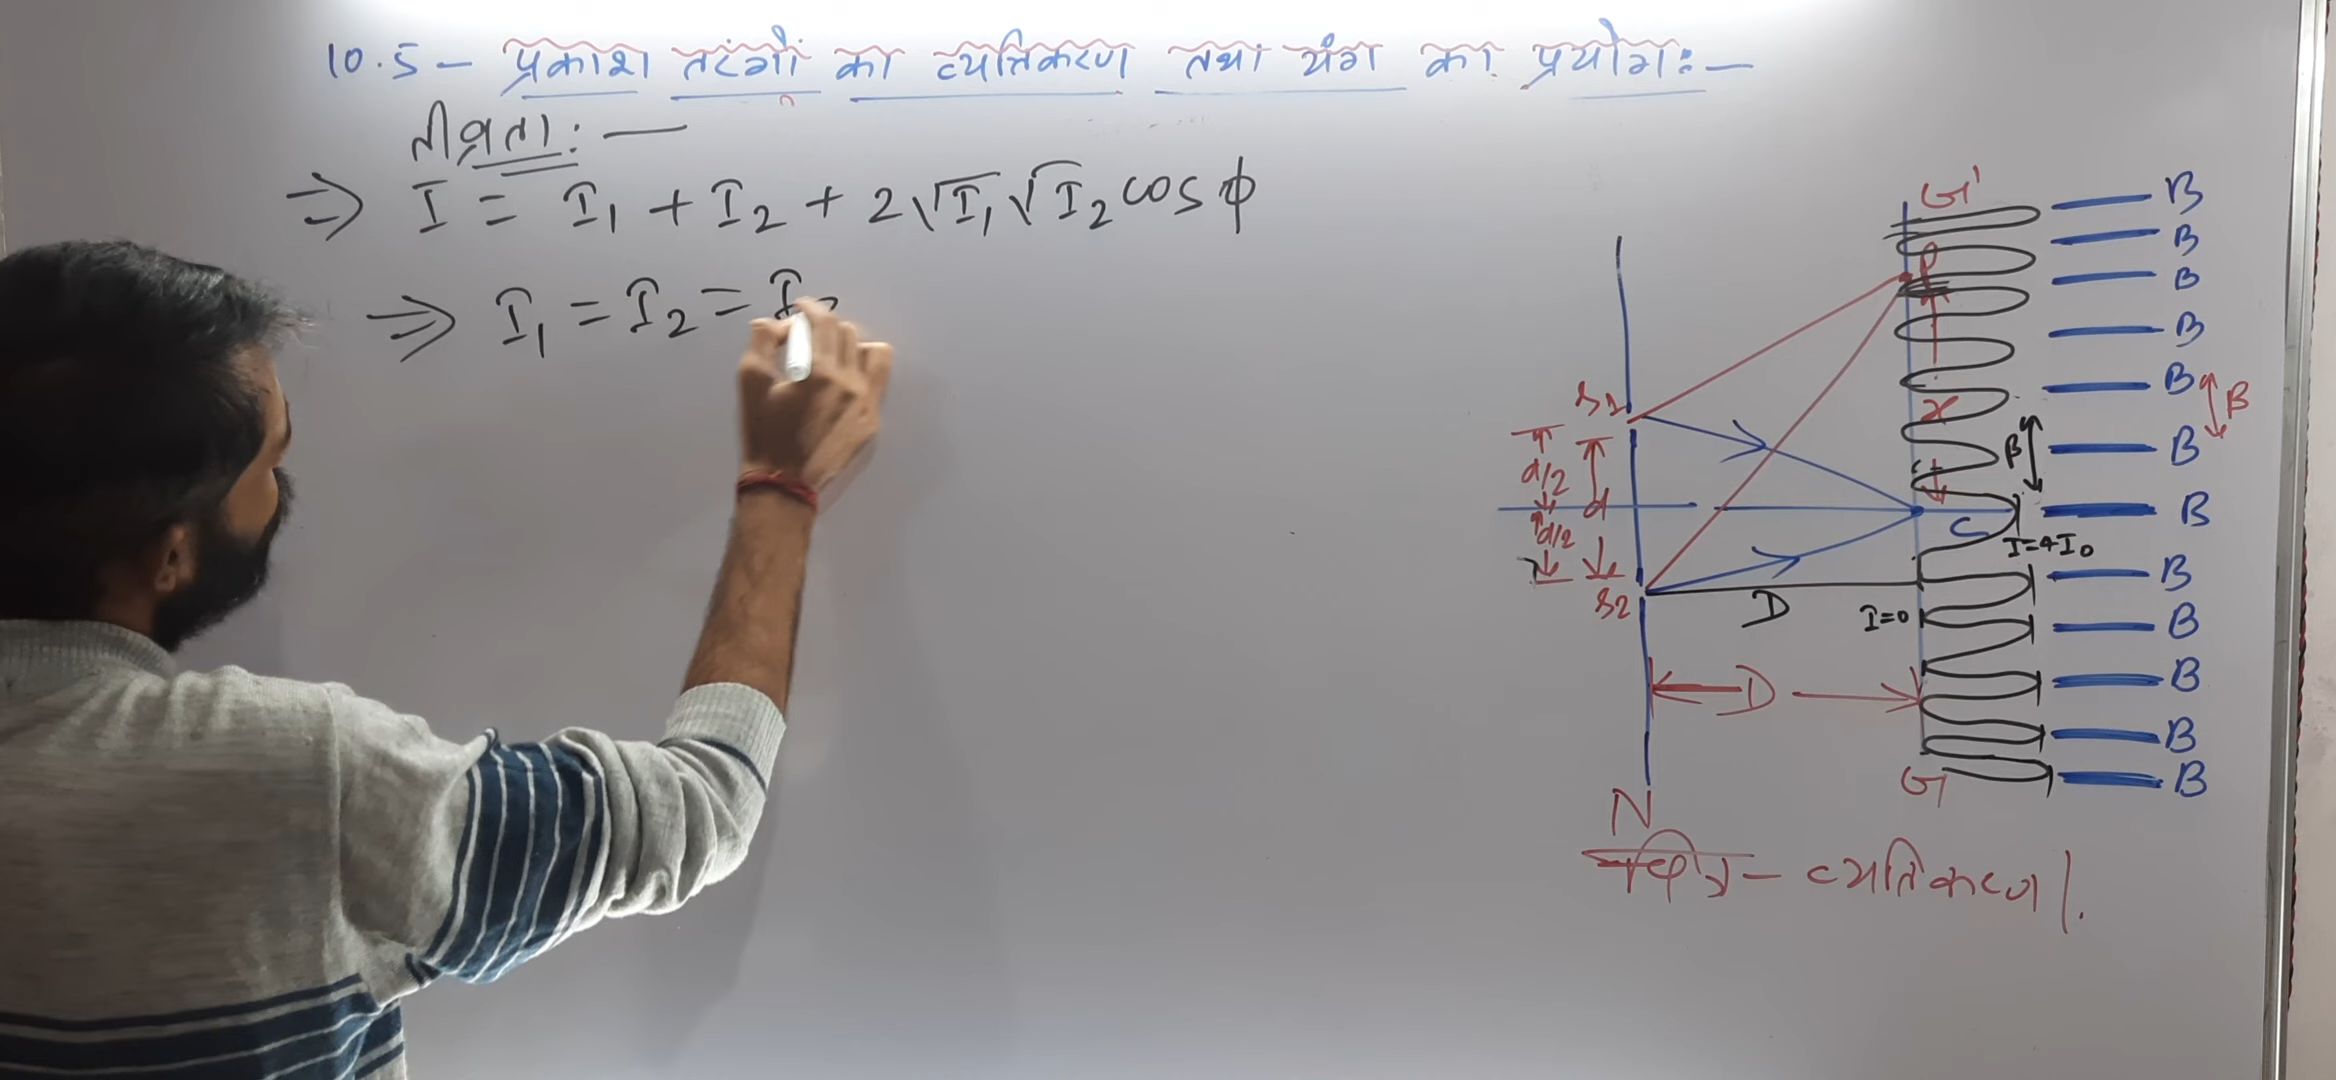 10.5 – प्रकाश तरंगों का व्यतिकरण तथा यंग का प्रयोगः –
तीव्रताः –
⇒ I = I₁ + I₂ + 2√I₁ √I₂ cos ϕ
⇒ I₁ = I₂ = I₀
G'
B
B
P
B
B
S₁
x
B
β
d/2
d
β
B
C
B
d/2
I=4I₀
B
S₂
D
I=0
B
D
B
B
G
B
N
चित्र – व्यतिकरण।